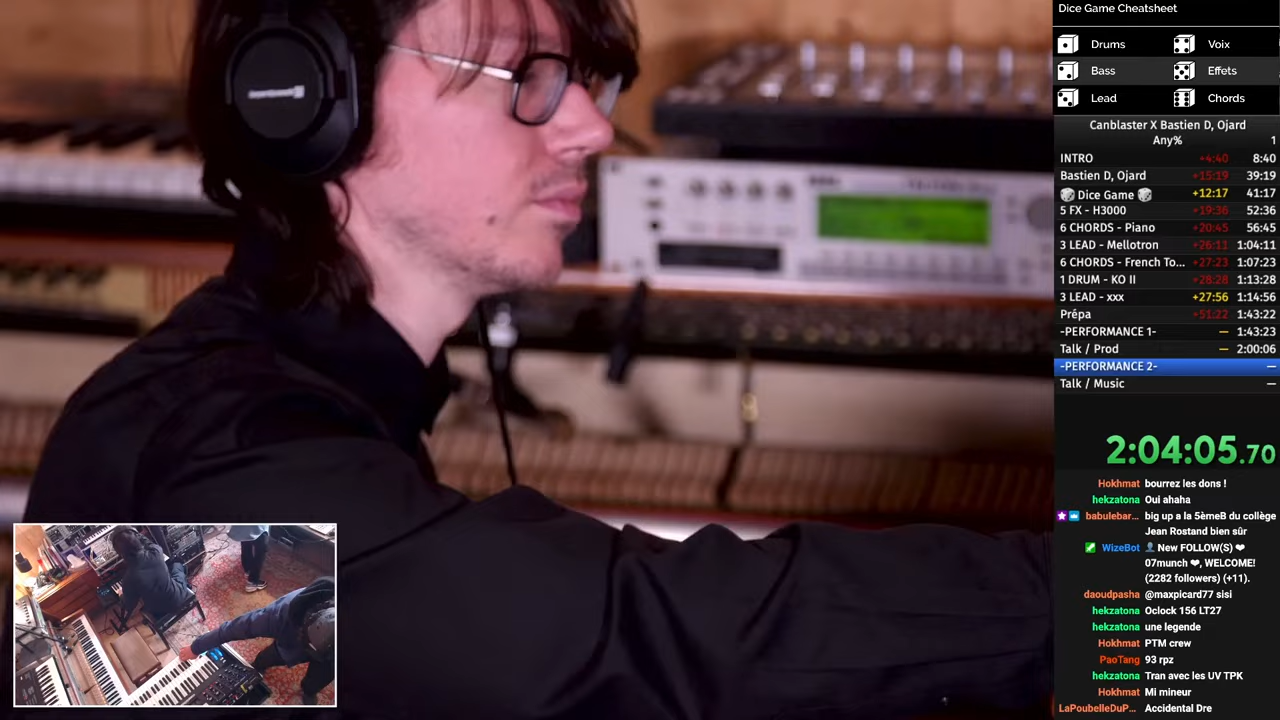 Dice Game Cheatsheet
Drums Voix
Bass Effets
Lead Chords
Canblaster X Bastien D, Ojard
Any% 1
INTRO +4:40 8:40
Bastien D, Ojard +15:19 39:19
🎲 Dice Game 🎲 +12:17 41:17
5 FX - H3000 +19:36 52:36
6 CHORDS - Piano +20:45 56:45
3 LEAD - Mellotron +26:11 1:04:11
6 CHORDS - French To... +27:23 1:07:23
1 DRUM - KO II +28:28 1:13:28
3 LEAD - xxx +27:56 1:14:56
Prépa +51:22 1:43:22
-PERFORMANCE 1- — 1:43:23
Talk / Prod — 2:00:06
-PERFORMANCE 2- —
Talk / Music —
2:04:05.70
Hokhmat bourrez les dons !
hekzatona Oui ahaha
babulebar... big up a la 5èmeB du collège
Jean Rostand bien sûr
WizeBot 👤 New FOLLOW(S) ❤
07munch ❤, WELCOME!
(2282 followers) (+11).
daoudpasha @maxpicard77 sisi
hekzatona Oclock 156 LT27
hekzatona une legende
Hokhmat PTM crew
PaoTang 93 rpz
hekzatona Tran avec les UV TPK
Hokhmat Mi mineur
LaPoubelleDuP... Accidental Dre